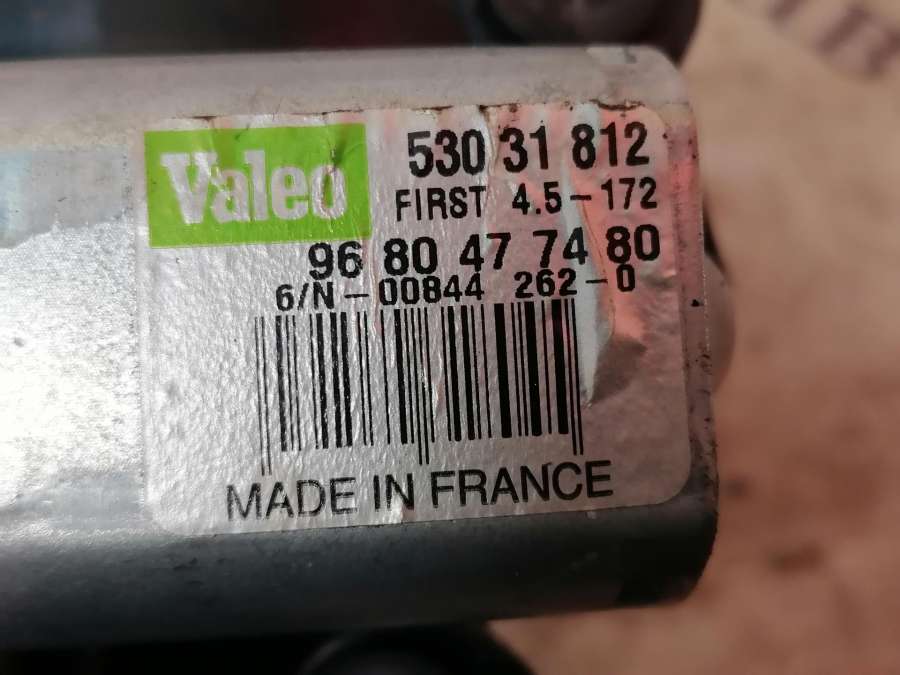 Valeo
530 31 812
FIRST 4.5-172
96 80 47 74 80
6/N-00844 262-0
MADE IN FRANCE